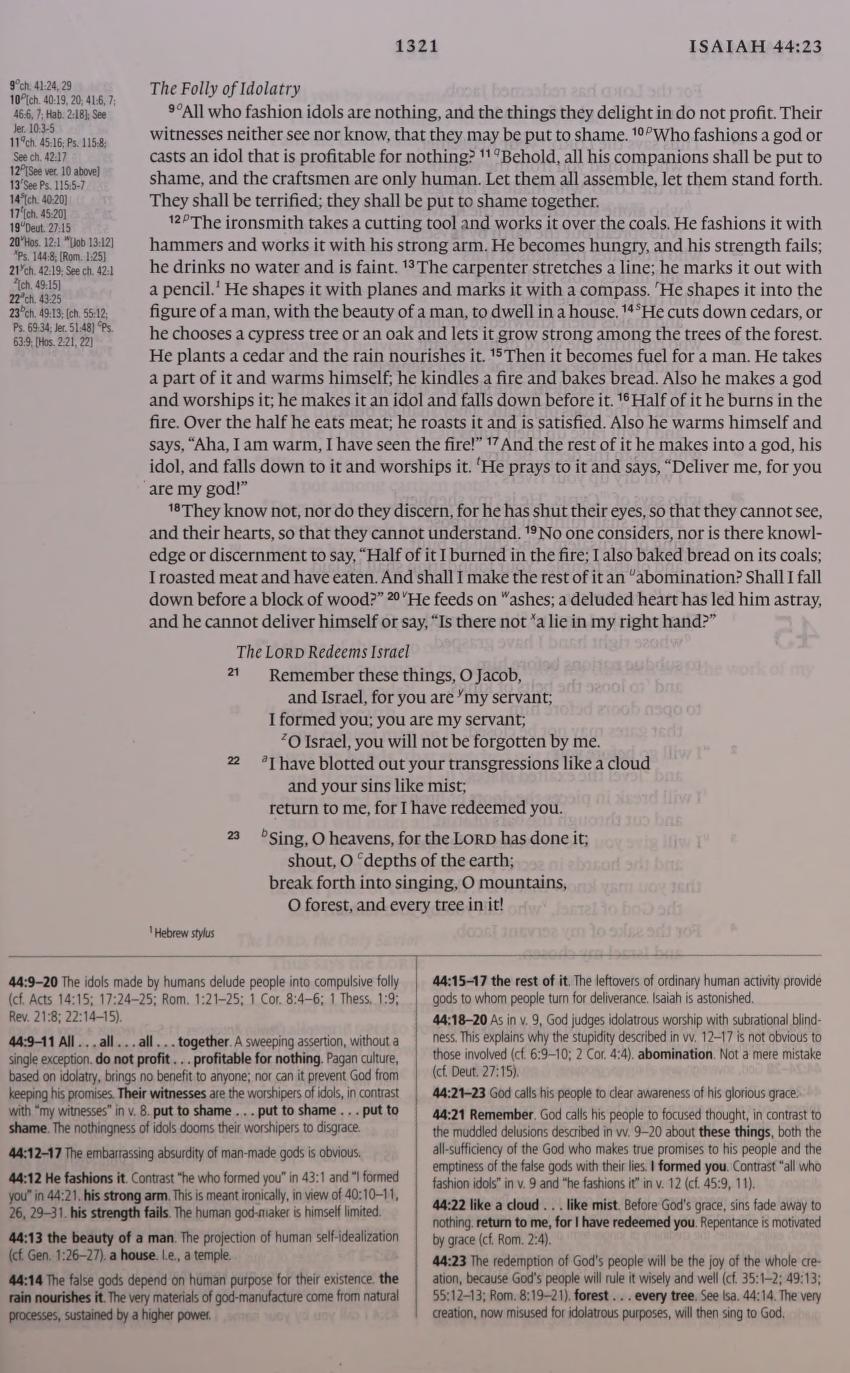 1321
ISAIAH 44:23
9°ch. 41:24, 29
10ᵖ[ch. 40:19, 20; 41:6, 7;
46:6, 7; Hab. 2:18]; See
Jer. 10:3-5
11ᵠch. 45:16; Ps. 115:8;
See ch. 42:17
12ᵖ[See ver. 10 above]
13ʳSee Ps. 115:5-7
14ˢ[ch. 40:20]
17ᵗ[ch. 45:20]
19ᵘDeut. 27:15
20ᵛHos. 12:1 ʷ[Job 13:12]
ˣPs. 144:8; [Rom. 1:25]
21ʸch. 42:19; See ch. 42:1
ᶻ[ch. 49:15]
22ᵃch. 43:25
23ᵇch. 49:13; [ch. 55:12;
Ps. 69:34; Jer. 51:48] ᶜPs.
63:9; [Hos. 2:21, 22]
The Folly of Idolatry
⁹°All who fashion idols are nothing, and the things they delight in do not profit. Their
witnesses neither see nor know, that they may be put to shame. ¹⁰ᵖWho fashions a god or
casts an idol that is profitable for nothing? ¹¹ᵠBehold, all his companions shall be put to
shame, and the craftsmen are only human. Let them all assemble, let them stand forth.
They shall be terrified; they shall be put to shame together.
¹²ᵖThe ironsmith takes a cutting tool and works it over the coals. He fashions it with
hammers and works it with his strong arm. He becomes hungry, and his strength fails;
he drinks no water and is faint. ¹³The carpenter stretches a line; he marks it out with
a pencil.¹ He shapes it with planes and marks it with a compass. ʳHe shapes it into the
figure of a man, with the beauty of a man, to dwell in a house. ¹⁴ˢHe cuts down cedars, or
he chooses a cypress tree or an oak and lets it grow strong among the trees of the forest.
He plants a cedar and the rain nourishes it. ¹⁵Then it becomes fuel for a man. He takes
a part of it and warms himself; he kindles a fire and bakes bread. Also he makes a god
and worships it; he makes it an idol and falls down before it. ¹⁶Half of it he burns in the
fire. Over the half he eats meat; he roasts it and is satisfied. Also he warms himself and
says, “Aha, I am warm, I have seen the fire!” ¹⁷And the rest of it he makes into a god, his
idol, and falls down to it and worships it. ᵗHe prays to it and says, “Deliver me, for you
are my god!”
¹⁸They know not, nor do they discern, for he has shut their eyes, so that they cannot see,
and their hearts, so that they cannot understand. ¹⁹No one considers, nor is there knowl-
edge or discernment to say, “Half of it I burned in the fire; I also baked bread on its coals;
I roasted meat and have eaten. And shall I make the rest of it an ᵘabomination? Shall I fall
down before a block of wood?” ²⁰ᵛHe feeds on ʷashes; a deluded heart has led him astray,
and he cannot deliver himself or say, “Is there not ˣa lie in my right hand?”
The LORD Redeems Israel
21 Remember these things, O Jacob,
and Israel, for you are ʸmy servant;
I formed you; you are my servant;
ᶻO Israel, you will not be forgotten by me.
22 ᵃI have blotted out your transgressions like a cloud
and your sins like mist;
return to me, for I have redeemed you.
23 ᵇSing, O heavens, for the LORD has done it;
shout, O ᶜdepths of the earth;
break forth into singing, O mountains,
O forest, and every tree in it!
¹ Hebrew stylus
44:9–20 The idols made by humans delude people into compulsive folly
(cf. Acts 14:15; 17:24–25; Rom. 1:21–25; 1 Cor. 8:4–6; 1 Thess. 1:9;
Rev. 21:8; 22:14–15).
44:9–11 All . . . all . . . all . . . together. A sweeping assertion, without a
single exception. do not profit . . . profitable for nothing. Pagan culture,
based on idolatry, brings no benefit to anyone; nor can it prevent God from
keeping his promises. Their witnesses are the worshipers of idols, in contrast
with “my witnesses” in v. 8. put to shame . . . put to shame . . . put to
shame. The nothingness of idols dooms their worshipers to disgrace.
44:12–17 The embarrassing absurdity of man-made gods is obvious.
44:12 He fashions it. Contrast “he who formed you” in 43:1 and “I formed
you” in 44:21. his strong arm. This is meant ironically, in view of 40:10–11,
26, 29–31. his strength fails. The human god-maker is himself limited.
44:13 the beauty of a man. The projection of human self-idealization
(cf. Gen. 1:26–27). a house. I.e., a temple.
44:14 The false gods depend on human purpose for their existence. the
rain nourishes it. The very materials of god-manufacture come from natural
processes, sustained by a higher power.
44:15–17 the rest of it. The leftovers of ordinary human activity provide
gods to whom people turn for deliverance. Isaiah is astonished.
44:18–20 As in v. 9, God judges idolatrous worship with subrational blind-
ness. This explains why the stupidity described in vv. 12–17 is not obvious to
those involved (cf. 6:9–10; 2 Cor. 4:4). abomination. Not a mere mistake
(cf. Deut. 27:15).
44:21–23 God calls his people to clear awareness of his glorious grace.
44:21 Remember. God calls his people to focused thought, in contrast to
the muddled delusions described in vv. 9–20 about these things, both the
all-sufficiency of the God who makes true promises to his people and the
emptiness of the false gods with their lies. I formed you. Contrast “all who
fashion idols” in v. 9 and “he fashions it” in v. 12 (cf. 45:9, 11).
44:22 like a cloud . . . like mist. Before God’s grace, sins fade away to
nothing. return to me, for I have redeemed you. Repentance is motivated
by grace (cf. Rom. 2:4).
44:23 The redemption of God’s people will be the joy of the whole cre-
ation, because God’s people will rule it wisely and well (cf. 35:1–2; 49:13;
55:12–13; Rom. 8:19–21). forest . . . every tree. See Isa. 44:14. The very
creation, now misused for idolatrous purposes, will then sing to God.